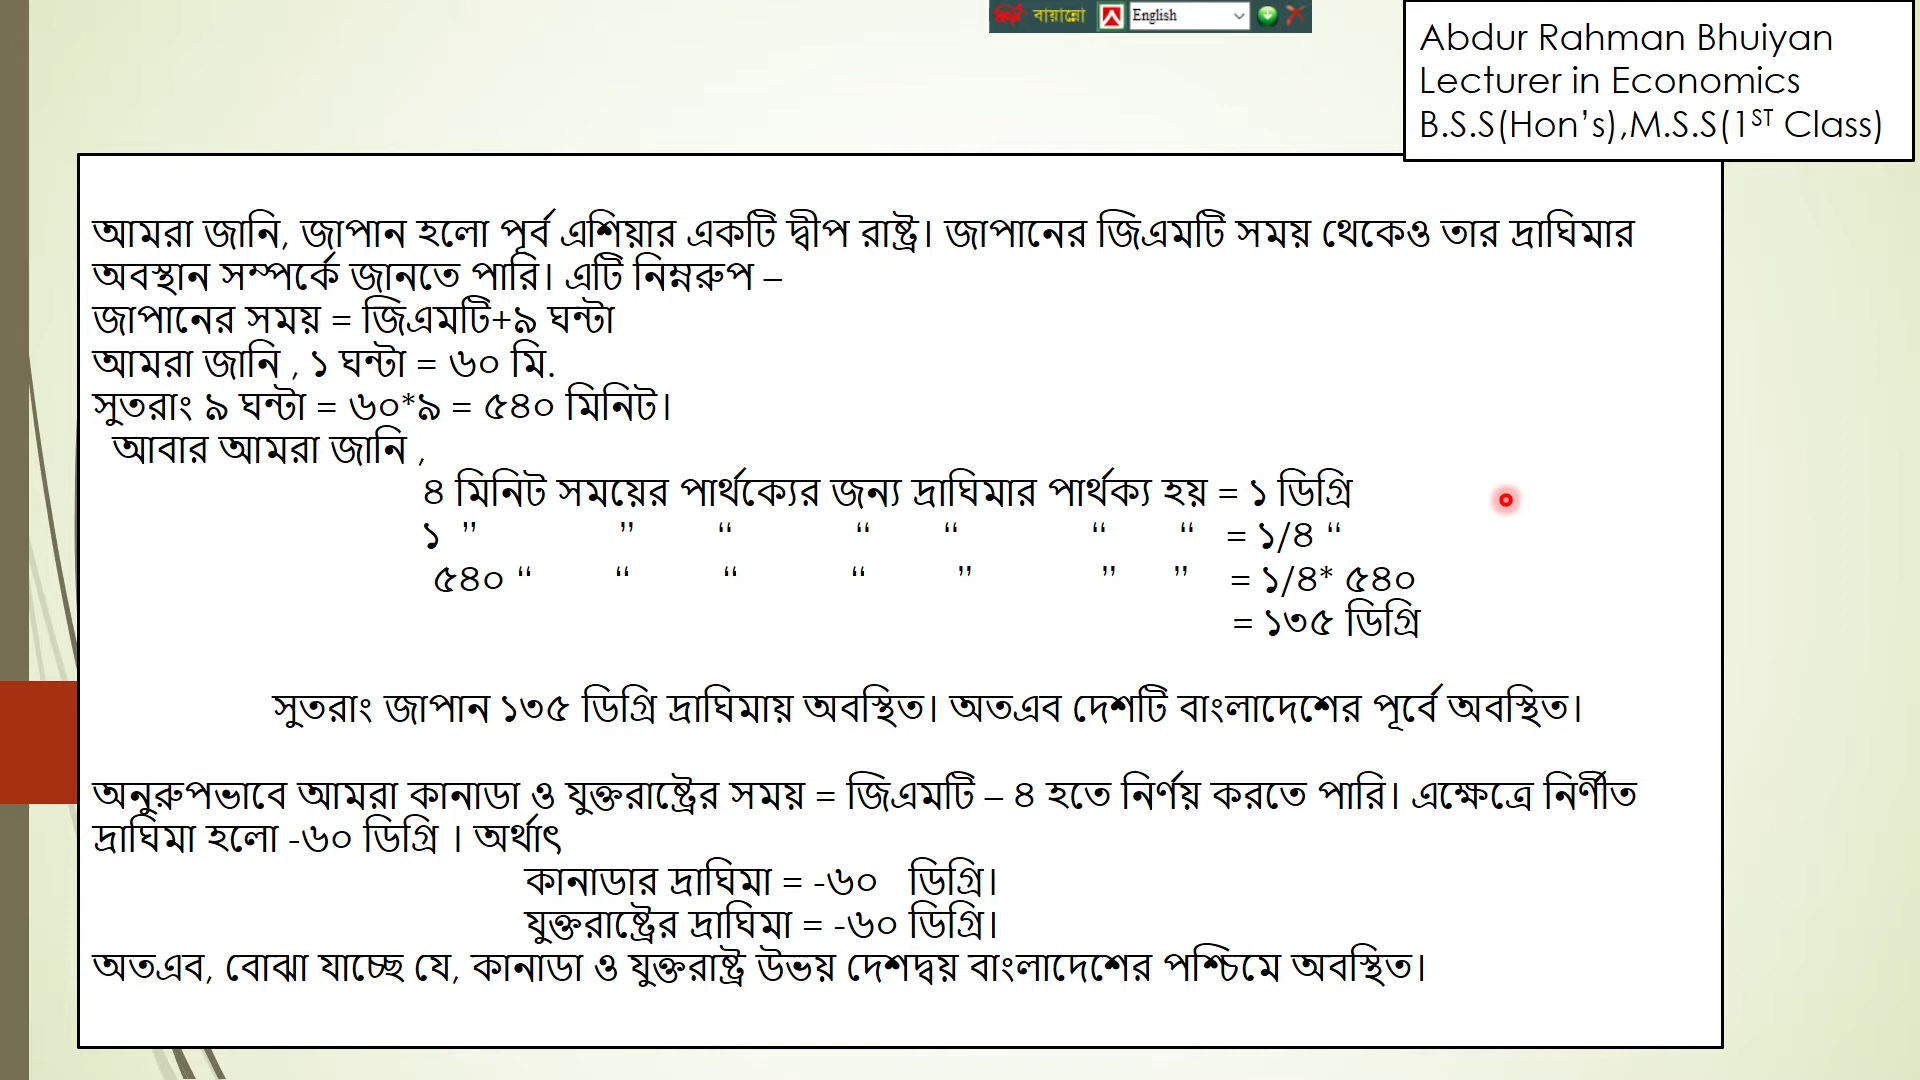 বায়ান্নো
English
Abdur Rahman Bhuiyan
Lecturer in Economics
B.S.S(Hon’s),M.S.S(1ST Class)
আমরা জানি, জাপান হলো পূর্ব এশিয়ার একটি দ্বীপ রাষ্ট্র। জাপানের জিএমটি সময় থেকেও তার দ্রাঘিমার
অবস্থান সম্পর্কে জানতে পারি। এটি নিম্নরুপ –
জাপানের সময় = জিএমটি+৯ ঘন্টা
আমরা জানি , ১ ঘন্টা = ৬০ মি.
সুতরাং ৯ ঘন্টা = ৬০*৯ = ৫৪০ মিনিট।
আবার আমরা জানি ,
৪ মিনিট সময়ের পার্থক্যের জন্য দ্রাঘিমার পার্থক্য হয় = ১ ডিগ্রি
১ ” ” “ “ “ “ “ = ১/৪ “
৫৪০ “ “ “ “ ” ” ” = ১/৪* ৫৪০
= ১৩৫ ডিগ্রি
সুতরাং জাপান ১৩৫ ডিগ্রি দ্রাঘিমায় অবস্থিত। অতএব দেশটি বাংলাদেশের পূর্বে অবস্থিত।
অনুরুপভাবে আমরা কানাডা ও যুক্তরাষ্ট্রের সময় = জিএমটি – ৪ হতে নির্ণয় করতে পারি। এক্ষেত্রে নির্ণীত
দ্রাঘিমা হলো -৬০ ডিগ্রি । অর্থাৎ
কানাডার দ্রাঘিমা = -৬০ ডিগ্রি।
যুক্তরাষ্ট্রের দ্রাঘিমা = -৬০ ডিগ্রি।
অতএব, বোঝা যাচ্ছে যে, কানাডা ও যুক্তরাষ্ট্র উভয় দেশদ্বয় বাংলাদেশের পশ্চিমে অবস্থিত।